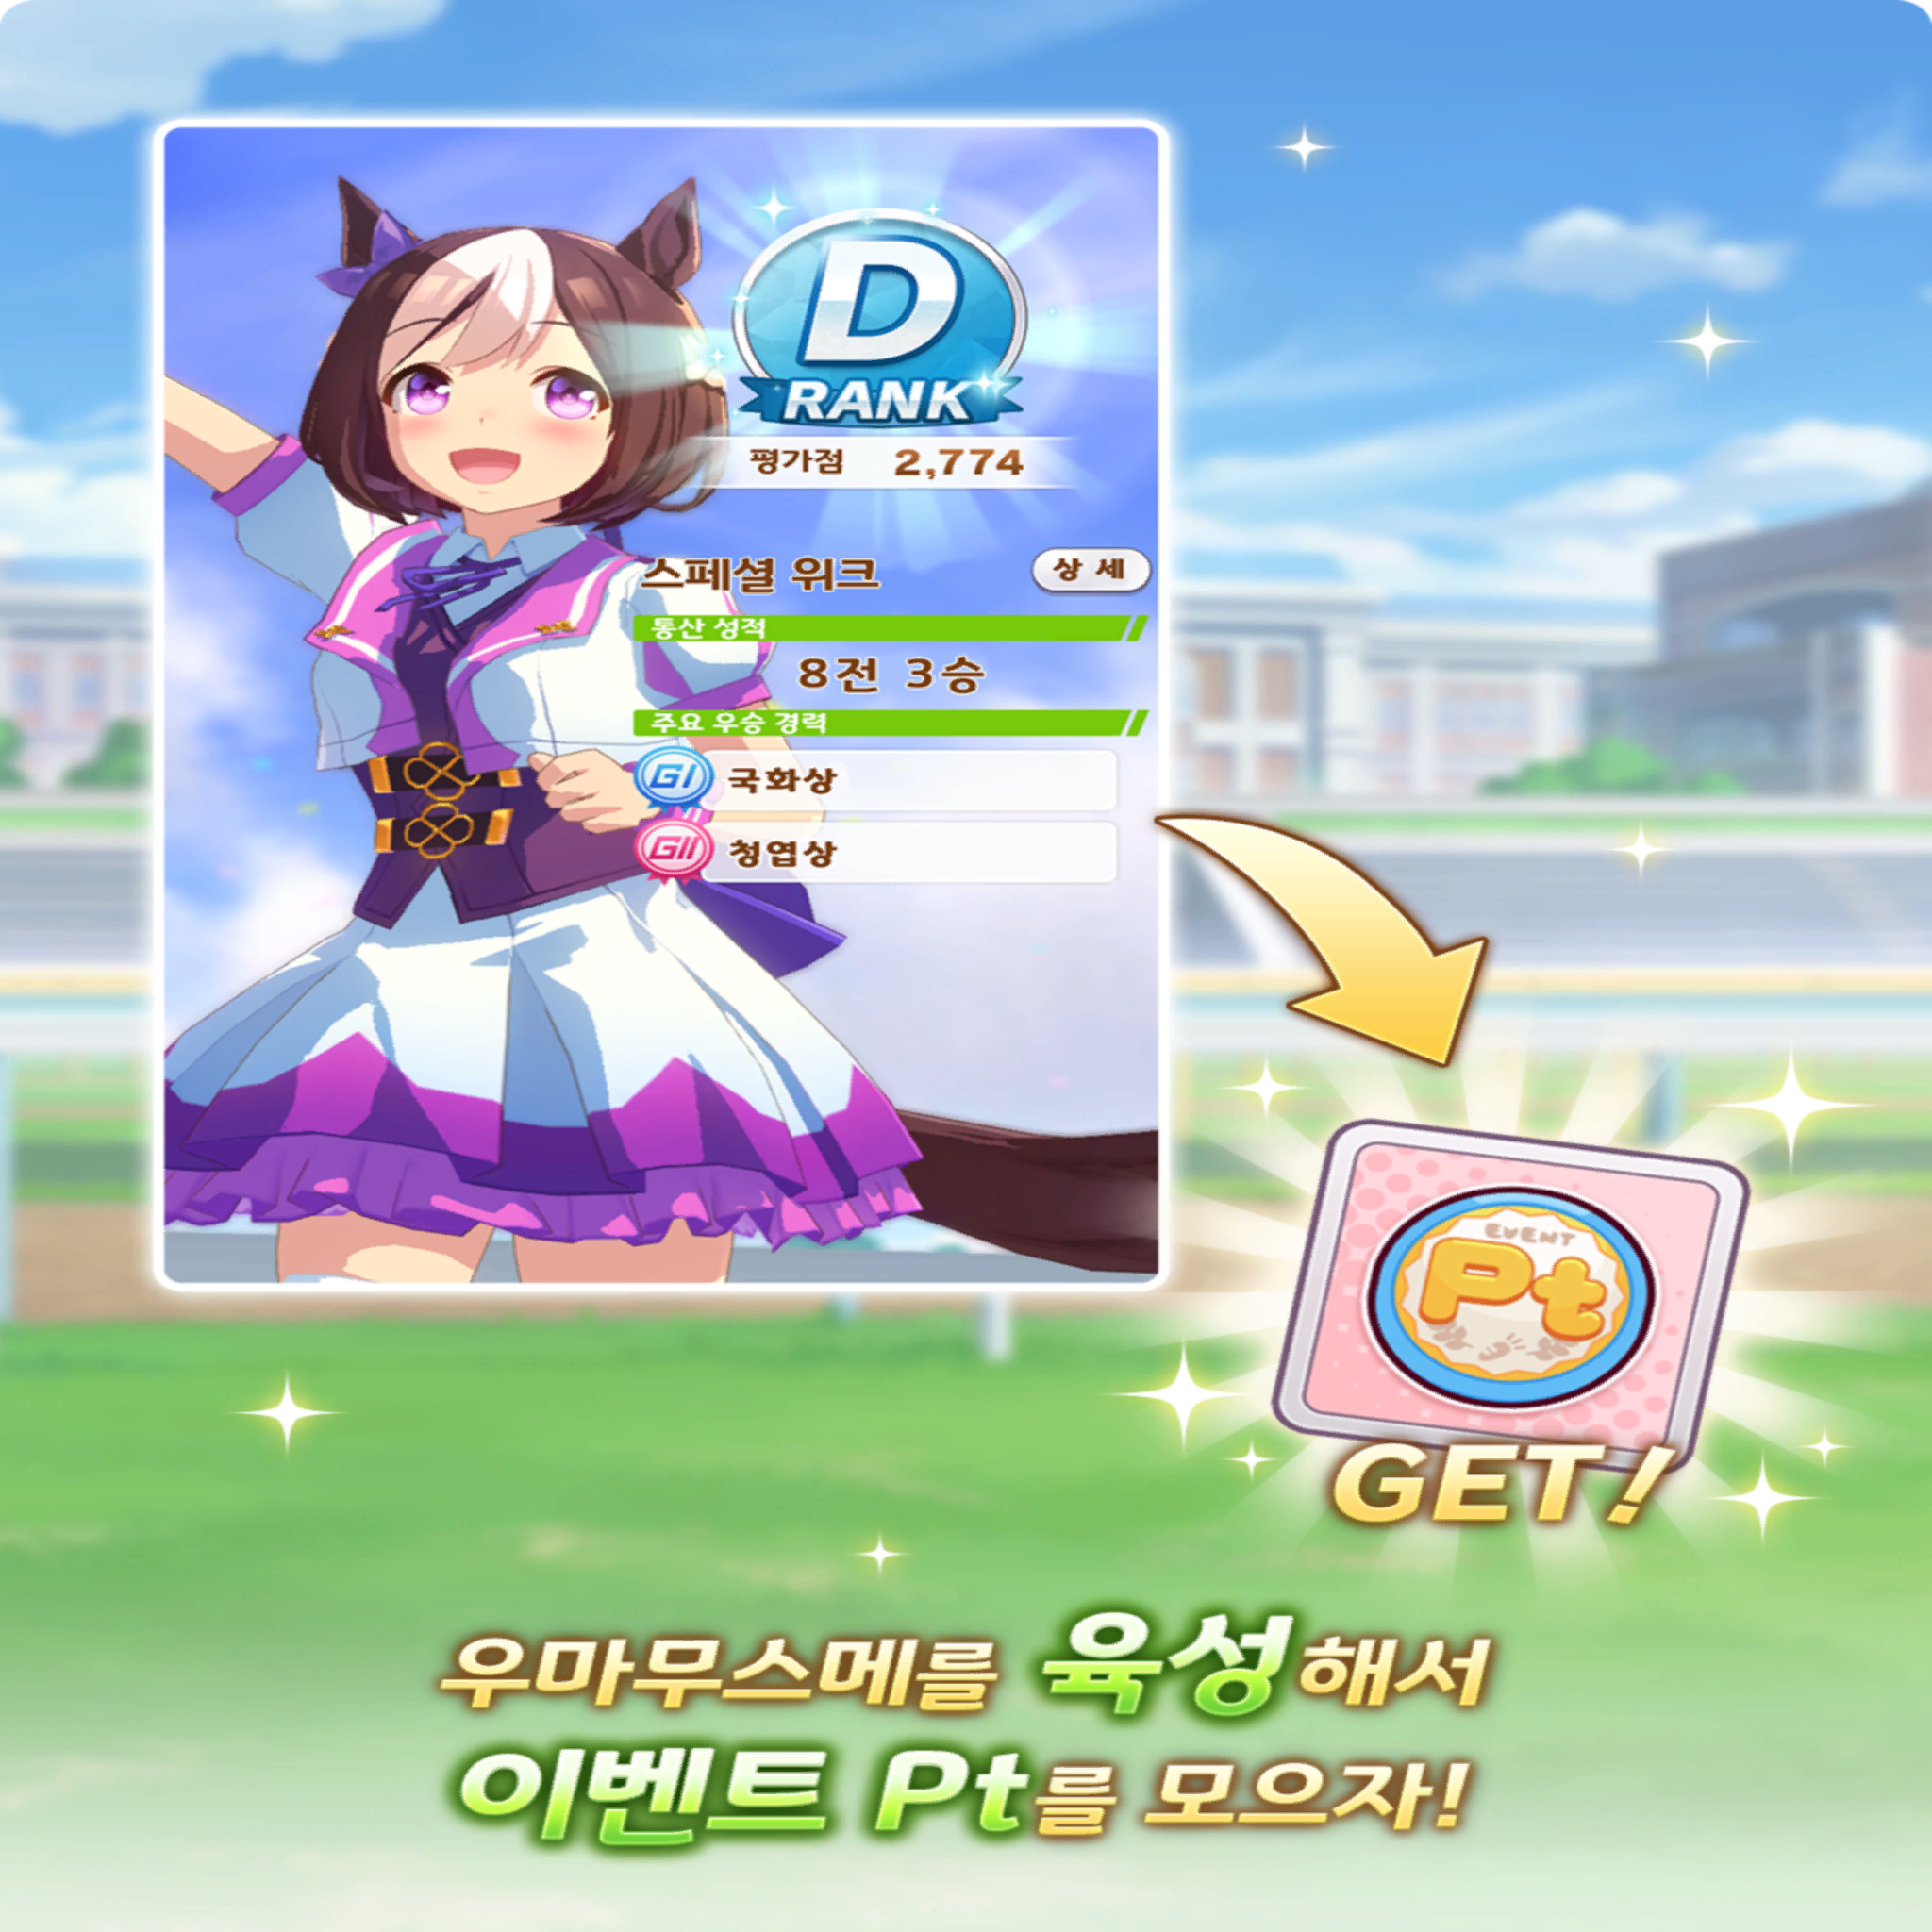 D
RANK
평가점 2,774
스페셜 위크 상세
통산 성적
8전 3승
주요 우승 경력
GI 국화상
GII 청엽상
EVENT
Pt
GET!
우마무스메를 육성해서
이벤트 Pt를 모으자!